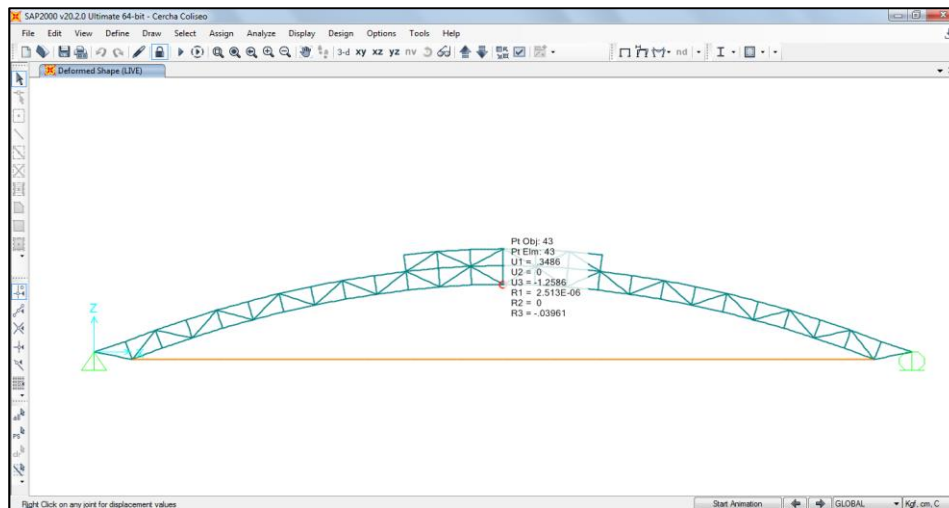 SAP2000 v20.2.0 Ultimate 64-bit - Cercha Coliseo
File Edit View Define Draw Select Assign Analyze Display Design Options Tools Help
3-d xy xz yz nv
nd
Deformed Shape (LIVE)
Pt Obj: 43
Pt Elm: 43
U1 = .3486
U2 = 0
U3 = -1.2586
R1 = 2.513E-06
R2 = 0
R3 = -.03961
Z
Right Click on any joint for displacement values
Start Animation
GLOBAL
Kgf, cm, C